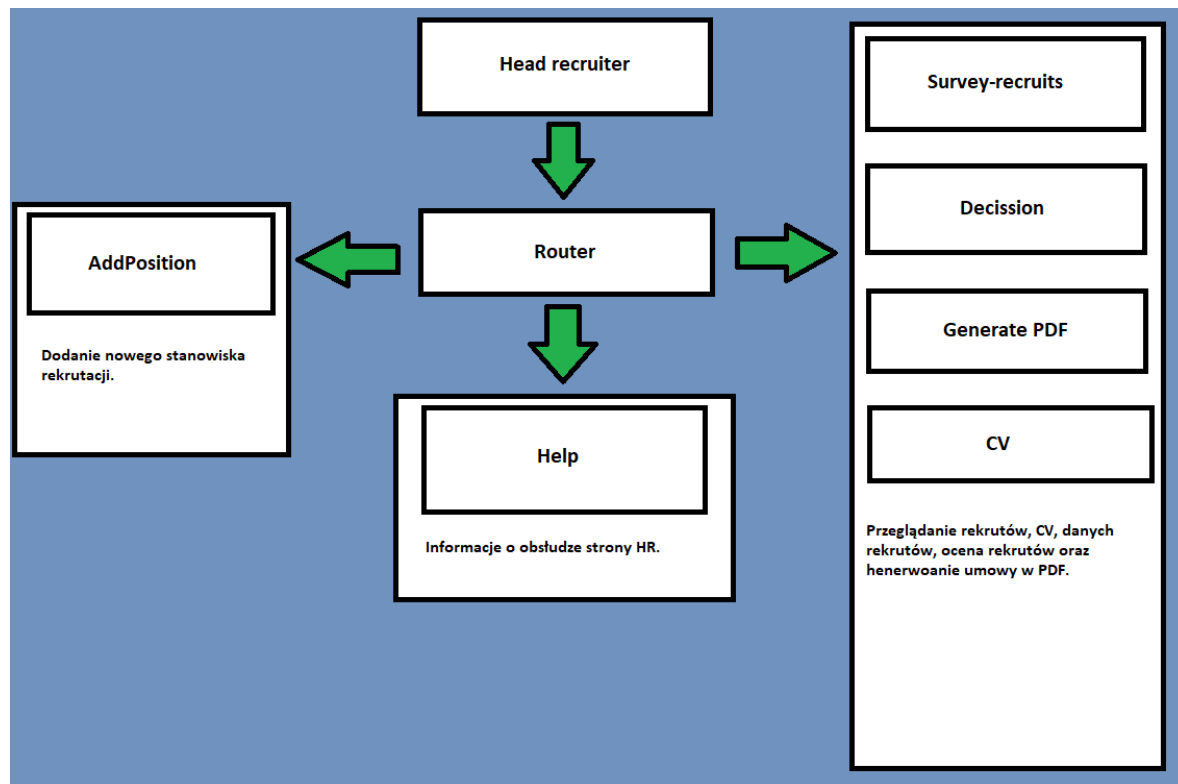 Head recruiter
Survey-recruits
Decission
Router
AddPosition
Generate PDF
Dodanie nowego stanowiska
rekrutacji.
CV
Help
Przeglądanie rekrutów, CV, danych
rekrutów, ocena rekrutów oraz
henerwoanie umowy w PDF.
Informacje o obsłudze strony HR.